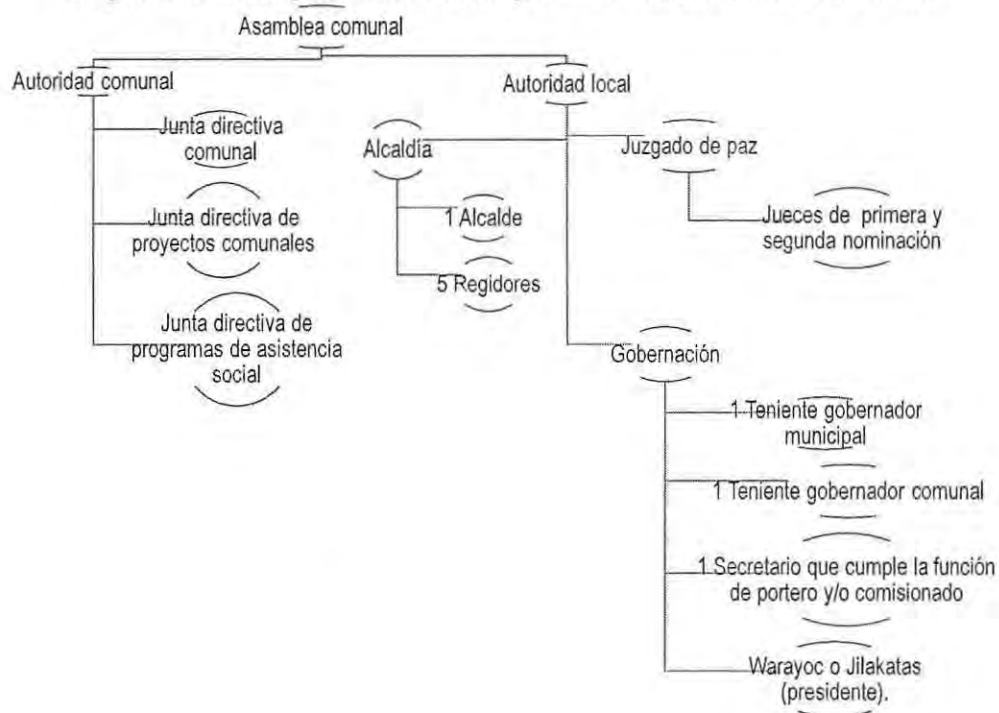 Asamblea comunal
Autoridad comunal
Junta directiva
comunal
Junta directiva de
proyectos comunales
Junta directiva de
programas de asistencia
social
Autoridad local
Alcaldía
1 Alcalde
5 Regidores
Juzgado de paz
Jueces de primera y
segunda nominación
Gobernación
1 Teniente gobernador
municipal
1 Teniente gobernador comunal
1 Secretario que cumple la función
de portero y/o comisionado
Warayoc o Jilakatas
(presidente).